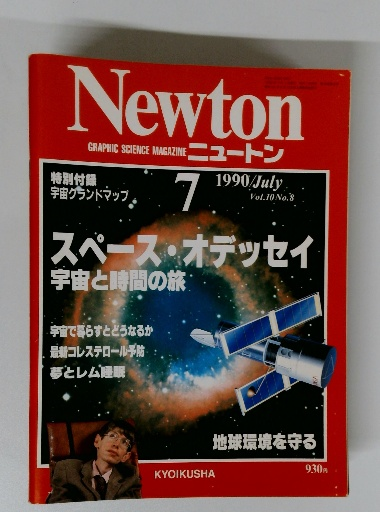 Newton
GRAPHIC SCIENCE MAGAZINE ニュートン
特別付録
宇宙グランドマップ
7
1990/July
Vol.10 No.8
スペース・オデッセイ
宇宙と時間の旅
宇宙で暮らすとどうなるか
最新コレステロール予防
夢とレム睡眠
地球環境を守る
KYOIKUSHA
930円